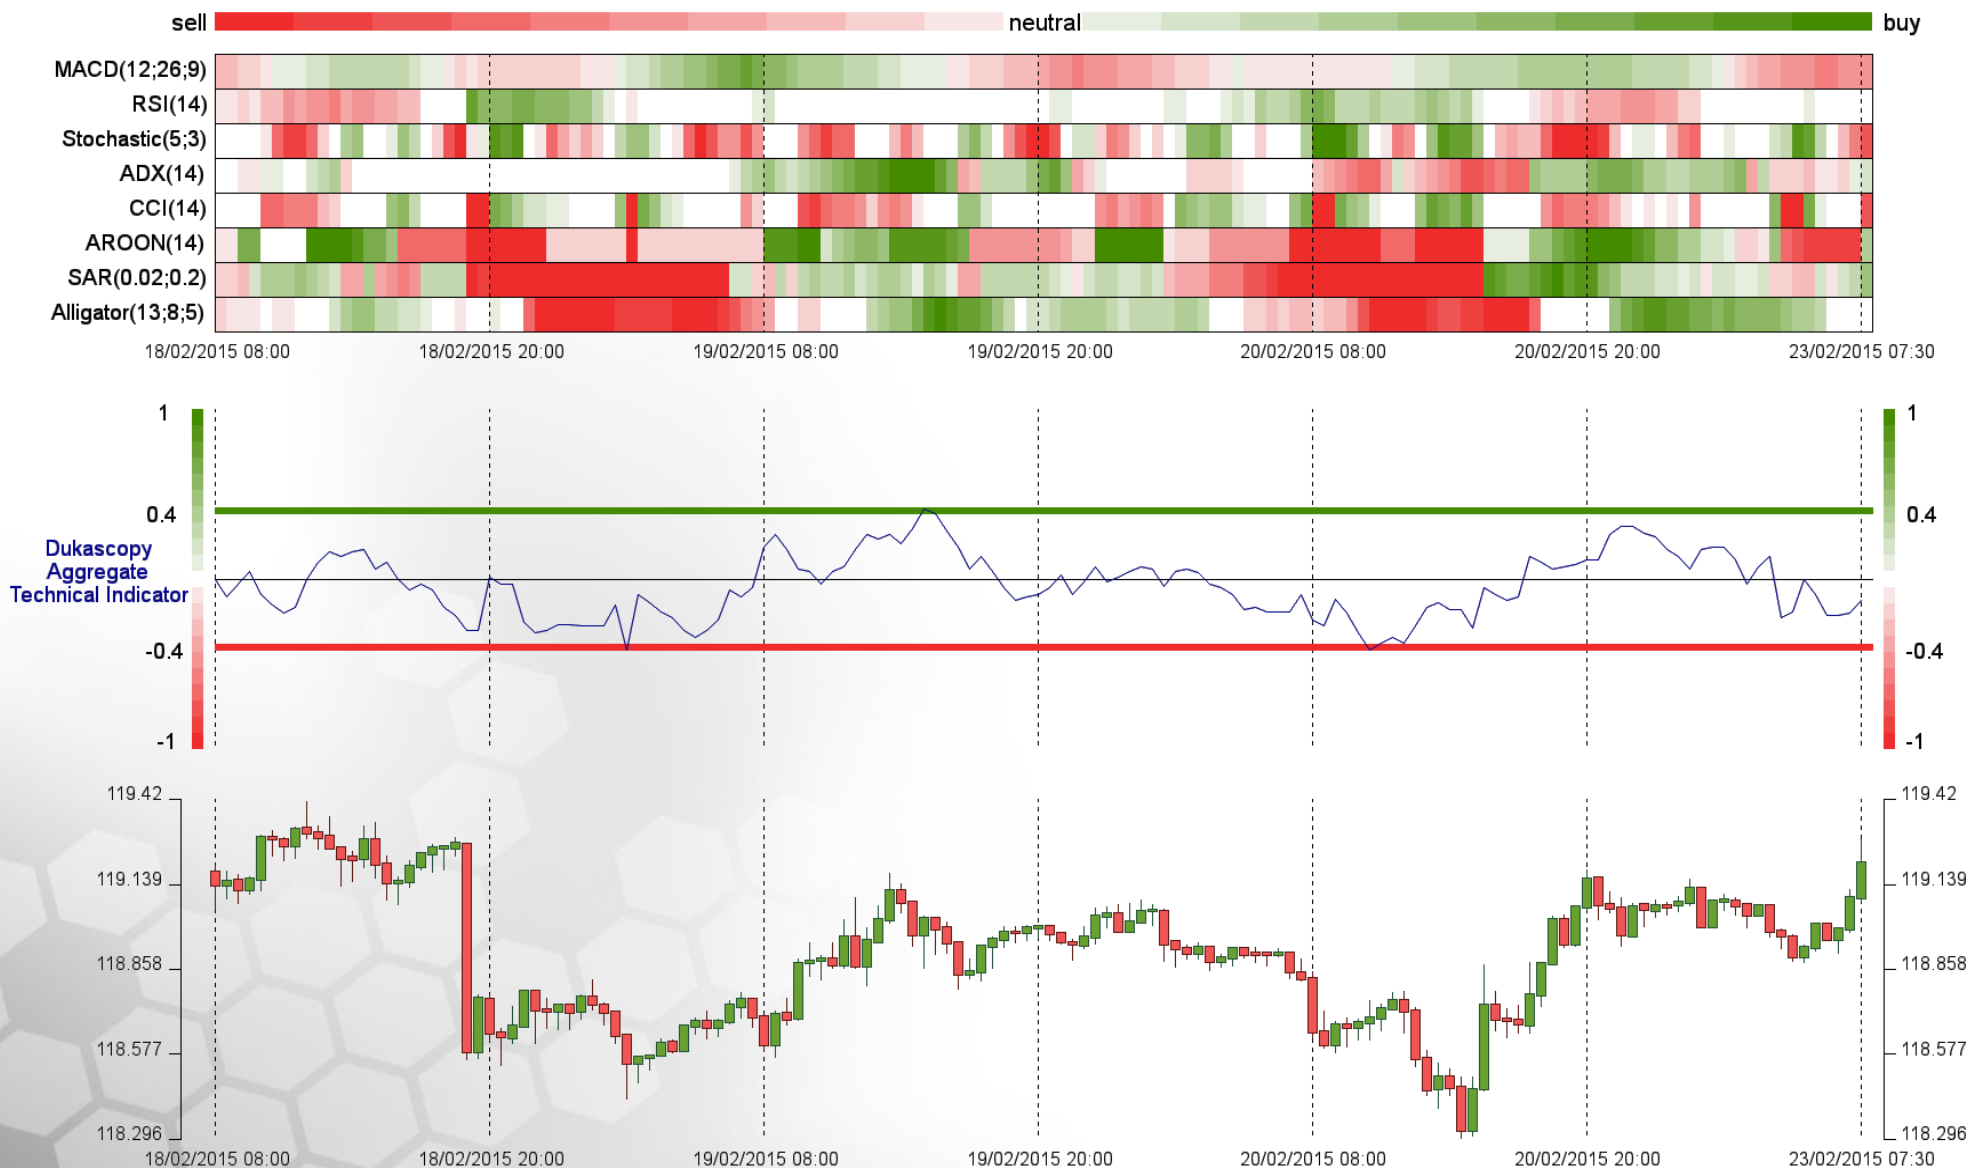 sell neutral buy
MACD(12;26;9)
RSI(14)
Stochastic(5;3)
ADX(14)
CCI(14)
AROON(14)
SAR(0.02;0.2)
Alligator(13;8;5)
18/02/2015 08:00 18/02/2015 20:00 19/02/2015 08:00 19/02/2015 20:00 20/02/2015 08:00 20/02/2015 20:00 23/02/2015 07:30
1 1
0.4 0.4
Dukascopy
Aggregate
Technical Indicator
-0.4 -0.4
-1 -1
119.42 119.42
119.139 119.139
118.858 118.858
118.577 118.577
118.296 118.296
18/02/2015 08:00 18/02/2015 20:00 19/02/2015 08:00 19/02/2015 20:00 20/02/2015 08:00 20/02/2015 20:00 23/02/2015 07:30